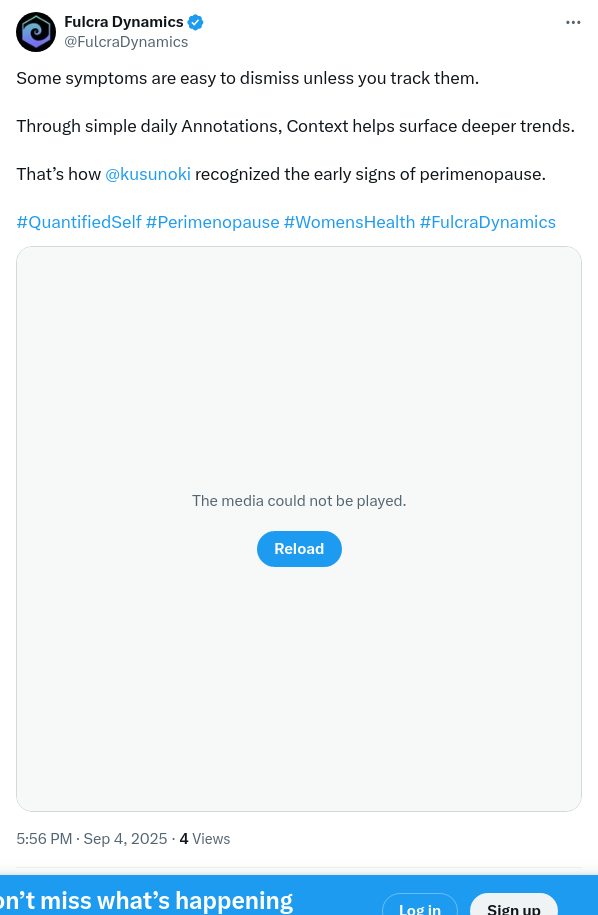 Fulcra Dynamics
@FulcraDynamics
Some symptoms are easy to dismiss unless you track them.
Through simple daily Annotations, Context helps surface deeper trends.
That’s how @kusunoki recognized the early signs of perimenopause.
#QuantifiedSelf #Perimenopause #WomensHealth #FulcraDynamics
The media could not be played.
Reload
5:56 PM · Sep 4, 2025 · 4 Views
on’t miss what’s happening
Log in
Sign up